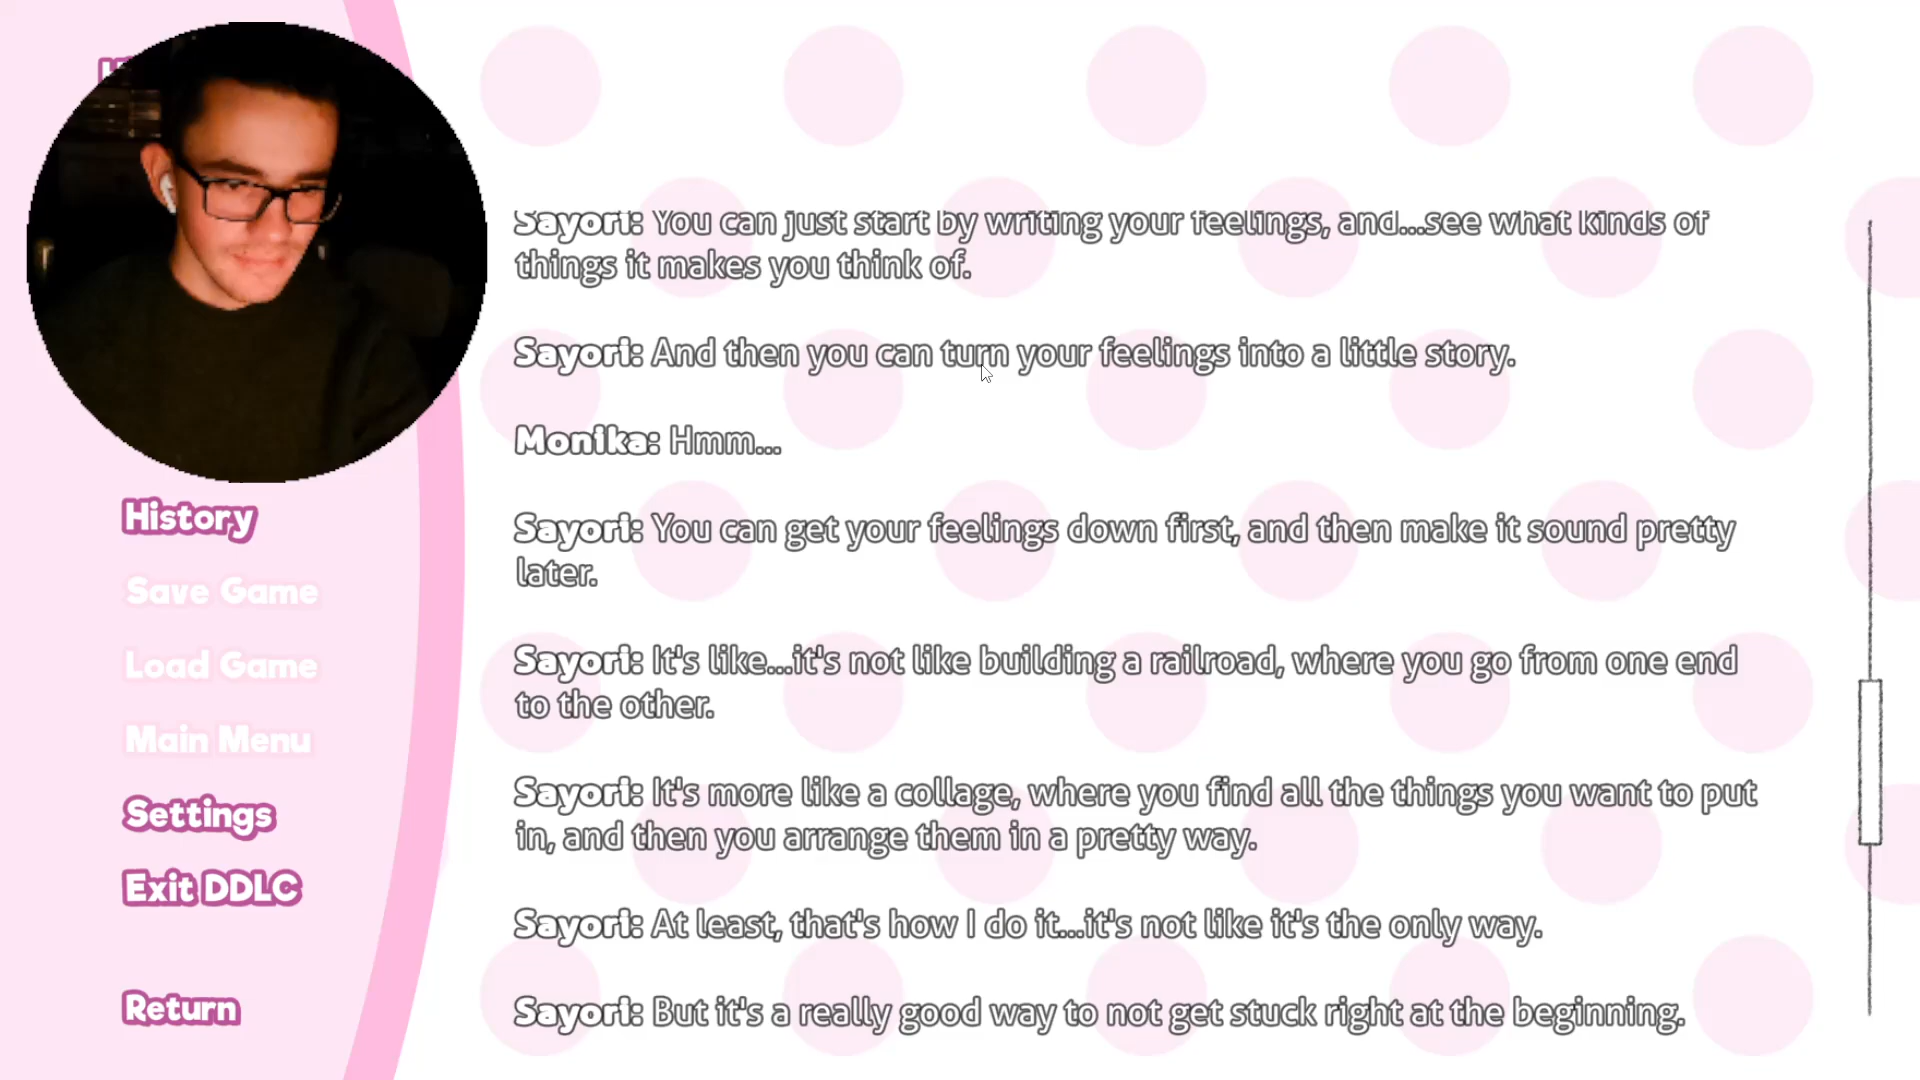 History
Save Game
Load Game
Main Menu
Settings
Exit DDLC
Return
Sayori: You can just start by writing your feelings, and...see what kinds of
things it makes you think of.
Sayori: And then you can turn your feelings into a little story.
Monika: Hmm...
Sayori: You can get your feelings down first, and then make it sound pretty
later.
Sayori: It's like...it's not like building a railroad, where you go from one end
to the other.
Sayori: It's more like a collage, where you find all the things you want to put
in, and then you arrange them in a pretty way.
Sayori: At least, that's how I do it...it's not like it's the only way.
Sayori: But it's a really good way to not get stuck right at the beginning.